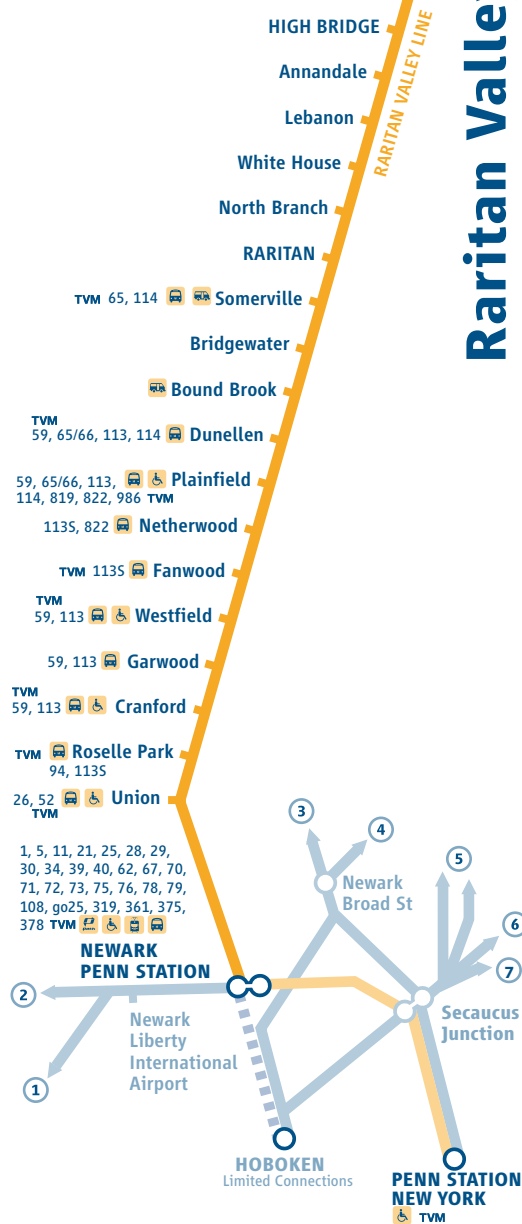 Raritan Valle
RARITAN VALLEY LINE
HIGH BRIDGE
Annandale
Lebanon
White House
North Branch
RARITAN
TVM 65, 114 Somerville
Bridgewater
Bound Brook
TVM
59, 65/66, 113, 114 Dunellen
59, 65/66, 113, Plainfield
114, 819, 822, 986 TVM
113S, 822 Netherwood
TVM 113S Fanwood
TVM
59, 113 Westfield
59, 113 Garwood
TVM
59, 113 Cranford
TVM Roselle Park
94, 113S
26, 52 Union
TVM
1, 5, 11, 21, 25, 28, 29,
30, 34, 39, 40, 62, 67, 70,
71, 72, 73, 75, 76, 78, 79,
108, go25, 319, 361, 375,
378 TVM
NEWARK
PENN STATION
3
4
5
6
7
Newark
Broad St
2
1
Newark
Liberty
International
Airport
Secaucus
Junction
HOBOKEN
Limited Connections
PENN STATION
NEW YORK
TVM